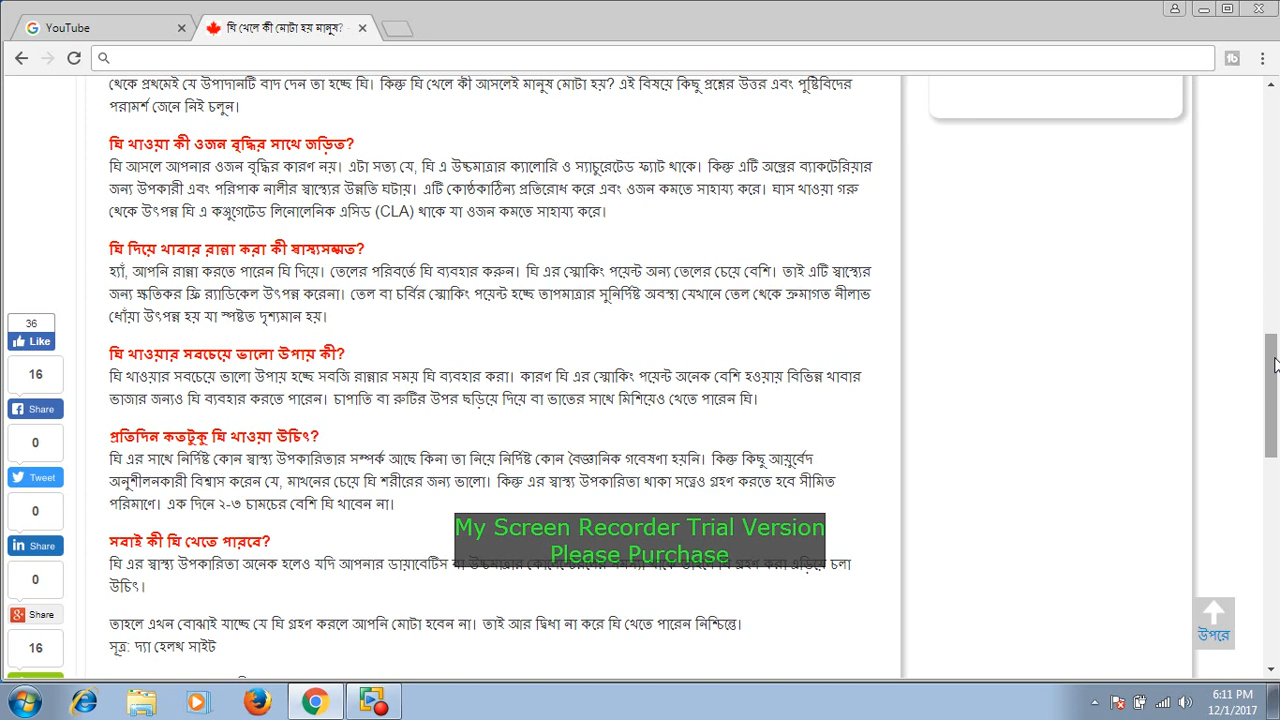 YouTube
ঘি খেলে কী মোটা হয় মানুষ? -
থেকে প্রথমেই যে উপাদানটি বাদ দেন তা হচ্ছে ঘি। কিন্তু ঘি খেলে কী আসলেই মানুষ মোটা হয়? এই বিষয়ে কিছু প্রশ্নের উত্তর এবং পুষ্টিবিদের
পরামর্শ জেনে নিই চলুন।
ঘি খাওয়া কী ওজন বৃদ্ধির সাথে জড়িত?
ঘি আসলে আপনার ওজন বৃদ্ধির কারণ নয়। এটা সত্য যে, ঘি এ উচ্চমাত্রার ক্যালোরি ও স্যাচুরেটেড ফ্যাট থাকে। কিন্তু এটি অন্ত্রের ব্যাকটেরিয়ার
জন্য উপকারী এবং পরিপাক নালীর স্বাস্থ্যের উন্নতি ঘটায়। এটি কোষ্ঠকাঠিন্য প্রতিরোধ করে এবং ওজন কমতে সাহায্য করে। ঘাস খাওয়া গরু
থেকে উৎপন্ন ঘি এ কঞ্জুগেটেড লিনোলেনিক এসিড (CLA) থাকে যা ওজন কমতে সাহায্য করে।
ঘি দিয়ে খাবার রান্না করা কী স্বাস্থ্যসম্মত?
হ্যাঁ, আপনি রান্না করতে পারেন ঘি দিয়ে। তেলের পরিবর্তে ঘি ব্যবহার করুন। ঘি এর স্মোকিং পয়েন্ট অন্য তেলের চেয়ে বেশি। তাই এটি স্বাস্থ্যের
জন্য ক্ষতিকর ফ্রি র‍্যাডিকেল উৎপন্ন করেনা। তেল বা চর্বির স্মোকিং পয়েন্ট হচ্ছে তাপমাত্রার সুনির্দিষ্ট অবস্থা যেখানে তেল থেকে ক্রমাগত নীলাভ
ধোঁয়া উৎপন্ন হয় যা স্পষ্টত দৃশ্যমান হয়।
ঘি খাওয়ার সবচেয়ে ভালো উপায় কী?
ঘি খাওয়ার সবচেয়ে ভালো উপায় হচ্ছে সবজি রান্নার সময় ঘি ব্যবহার করা। কারণ ঘি এর স্মোকিং পয়েন্ট অনেক বেশি হওয়ায় বিভিন্ন খাবার
ভাজার জন্যও ঘি ব্যবহার করতে পারেন। চাপাতি বা রুটির উপর ছড়িয়ে দিয়ে বা ভাতের সাথে মিশিয়েও খেতে পারেন ঘি।
প্রতিদিন কতটুকু ঘি খাওয়া উচিৎ?
ঘি এর সাথে নির্দিষ্ট কোন স্বাস্থ্য উপকারিতার সম্পর্ক আছে কিনা তা নিয়ে নির্দিষ্ট কোন বৈজ্ঞানিক গবেষণা হয়নি। কিন্তু কিছু আয়ূর্বেদ
অনুশীলনকারী বিশ্বাস করেন যে, মাখনের চেয়ে ঘি শরীরের জন্য ভালো। কিন্তু এর স্বাস্থ্য উপকারিতা থাকা সত্ত্বেও গ্রহণ করতে হবে সীমিত
পরিমাণে। এক দিনে ২-৩ চামচের বেশি ঘি খাবেন না।
My Screen Recorder Trial Version
Please Purchase
সবাই কী ঘি খেতে পারবে?
ঘি এর স্বাস্থ্য উপকারিতা অনেক হলেও যদি আপনার ডায়াবেটিস বা উচ্চমাত্রার গ্রহণ করা এড়িয়ে চলা
উচিৎ।
তাহলে এখন বোঝাই যাচ্ছে যে ঘি গ্রহণ করলে আপনি মোটা হবেন না। তাই আর দ্বিধা না করে ঘি খেতে পারেন নিশ্চিন্তে।
সূত্র: দ্যা হেলথ সাইট
36
Like
16
Share
0
Tweet
0
Share
0
Share
16
উপরে
6:11 PM
12/1/2017